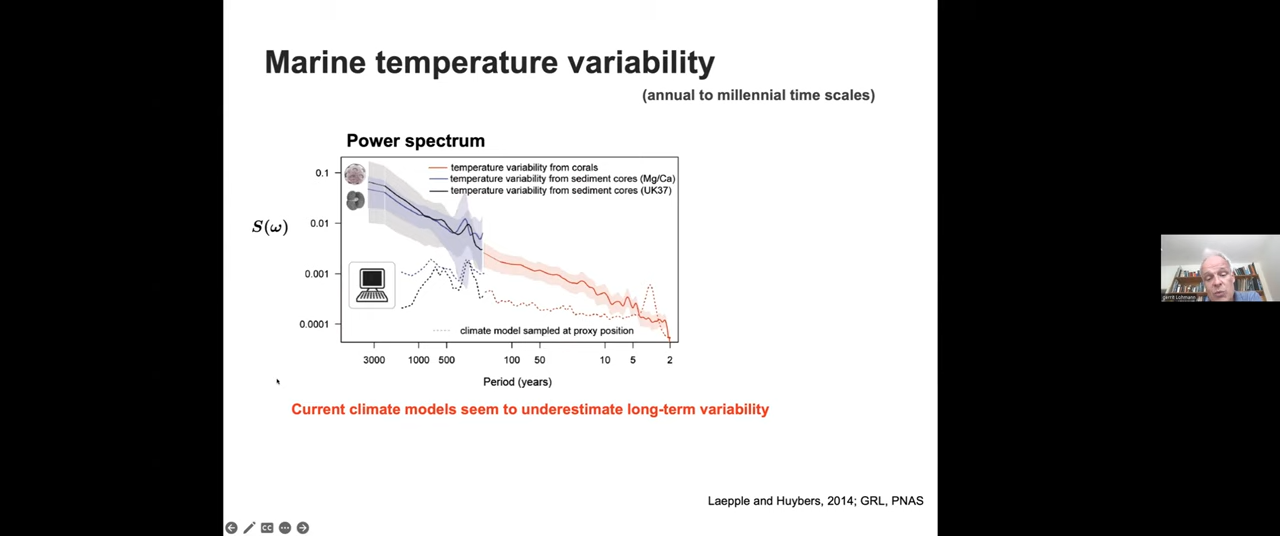 Marine temperature variability
(annual to millennial time scales)
Power spectrum
temperature variability from corals
temperature variability from sediment cores (Mg/Ca)
temperature variability from sediment cores (UK37)
0.1
0.01
0.001
0.0001
S(ω)
climate model sampled at proxy position
3000 1000 500 100 50 10 5 2
Period (years)
Current climate models seem to underestimate long-term variability
Laepple and Huybers, 2014; GRL, PNAS
CC
gerrit Lohmann